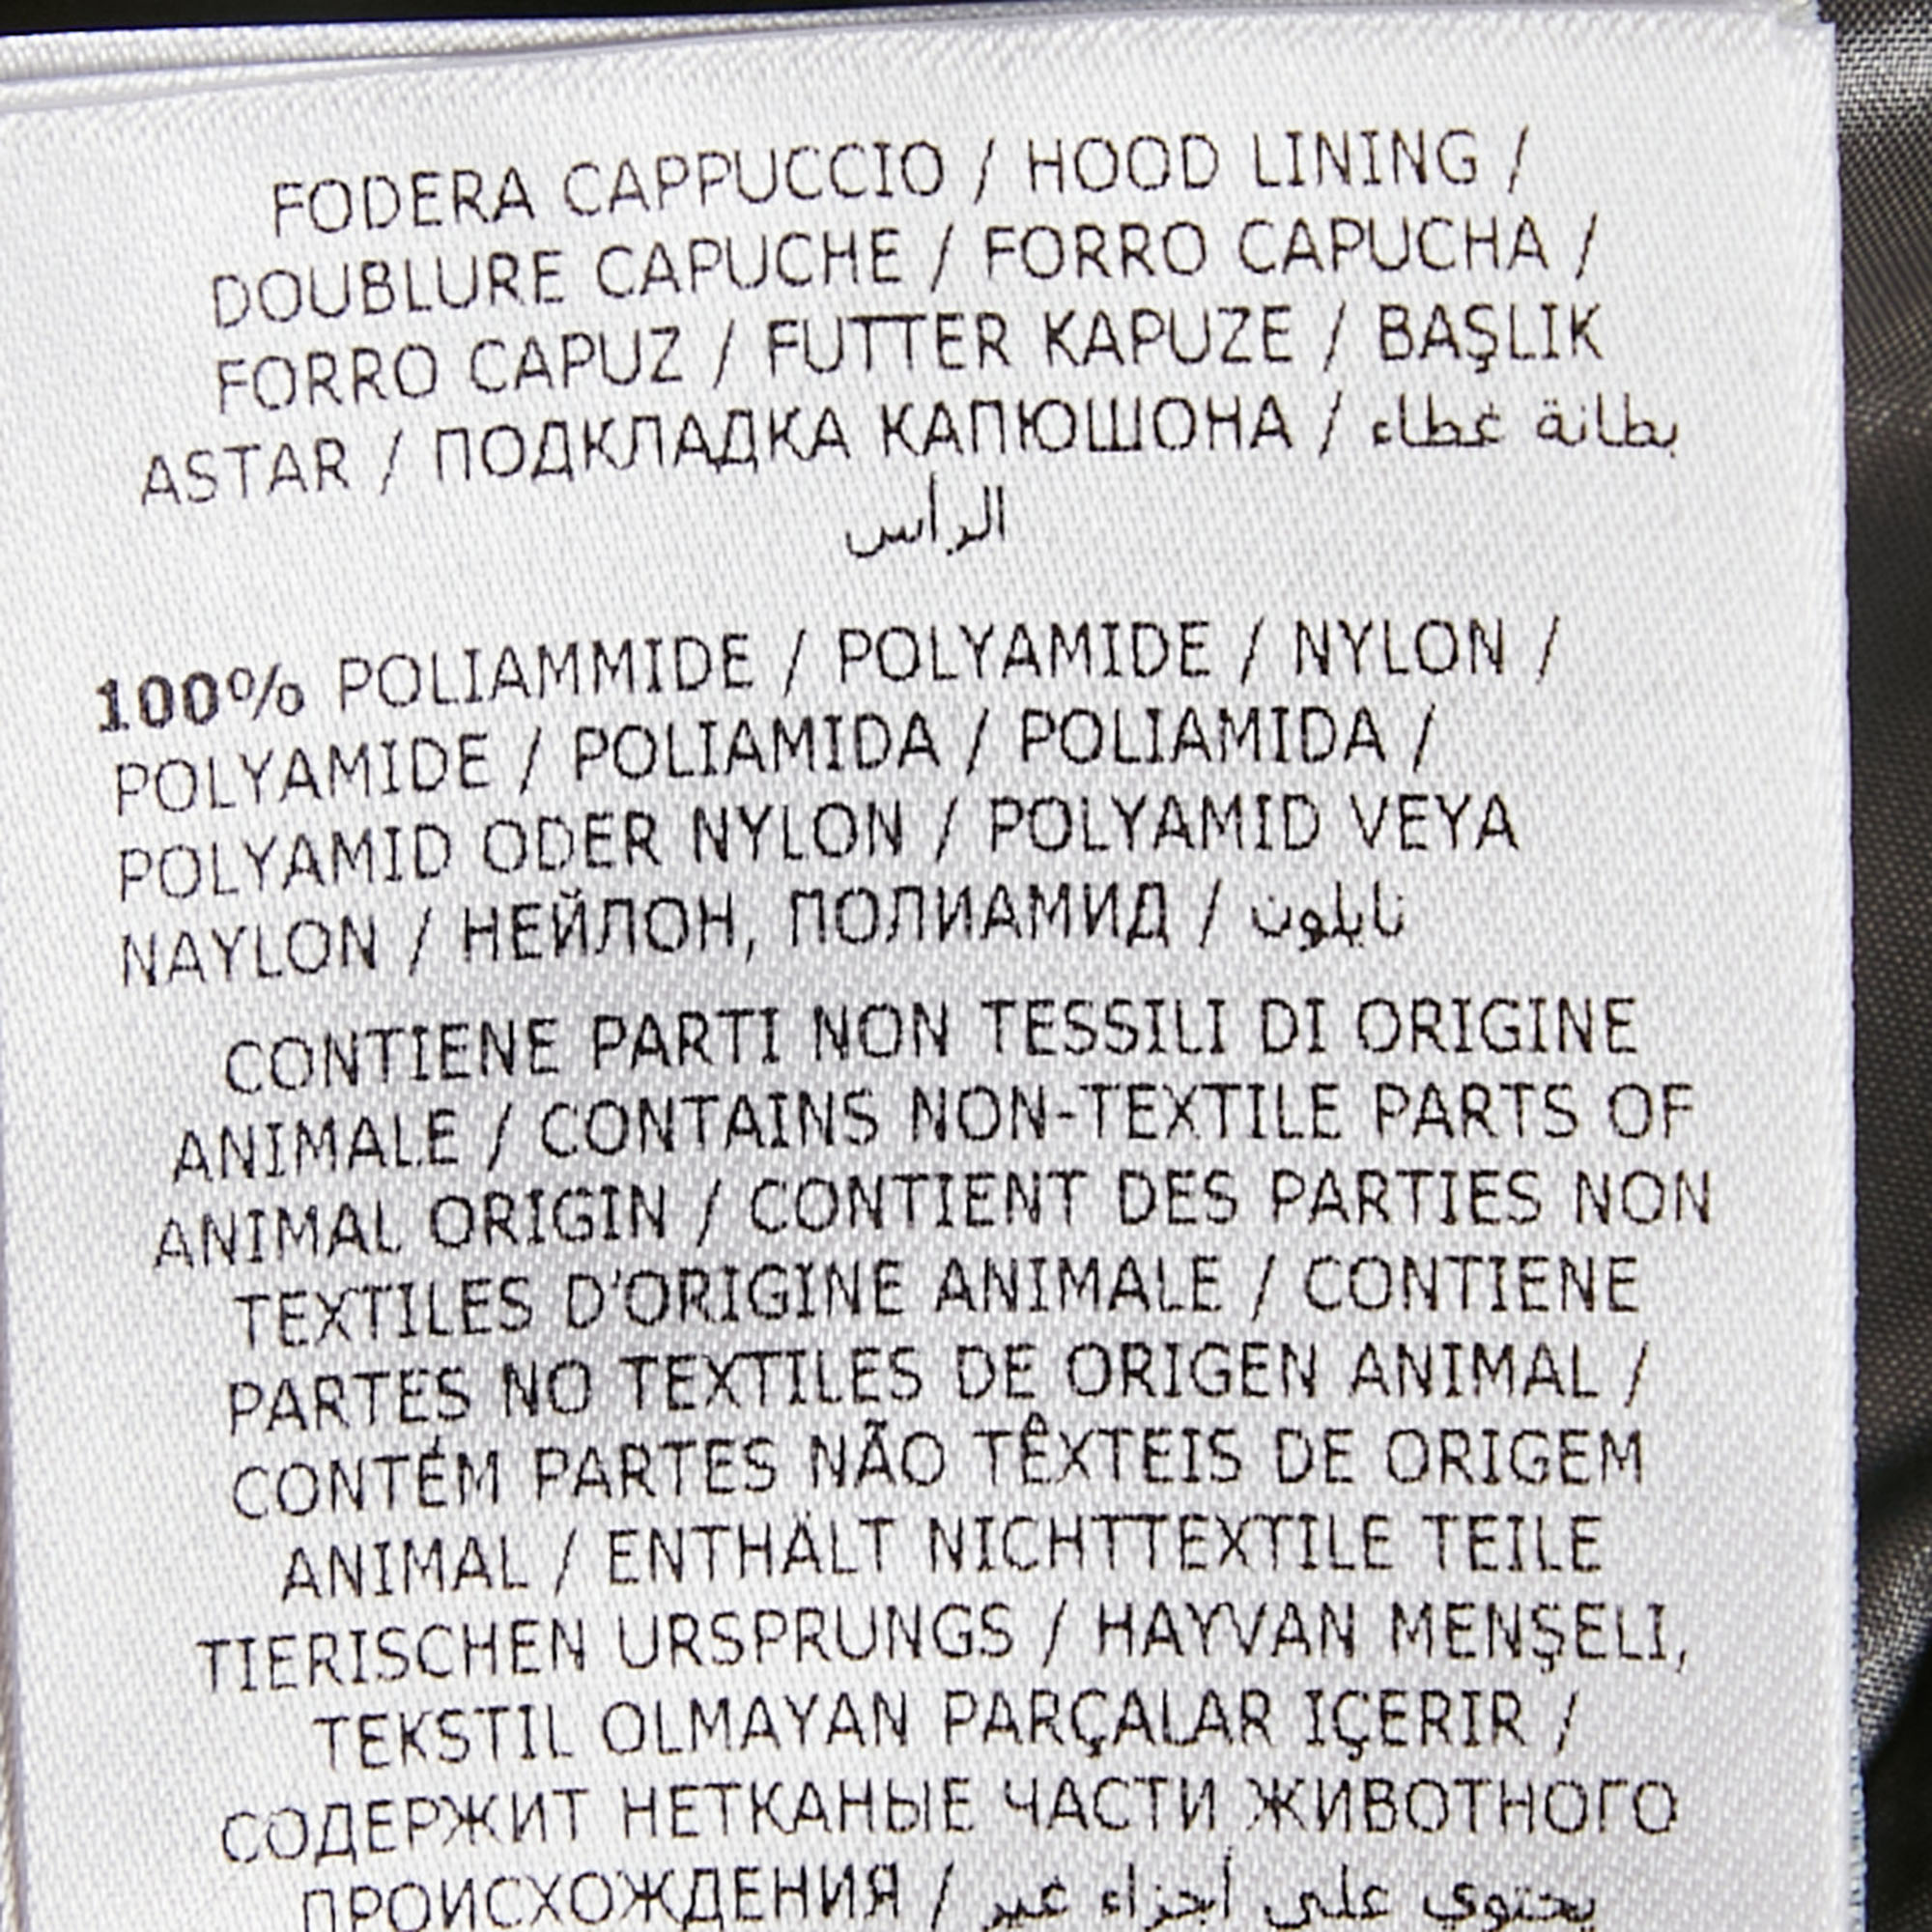 FODERA CAPPUCCIO / HOOD LINING /
DOUBLURE CAPUCHE / FORRO CAPUCHA /
FORRO CAPUZ / FUTTER KAPUZE / BAŞLIK
ASTAR / ПОДКЛАДКА КАПЮШОНА / بطانة غطاء
الرأس
100% POLIAMMIDE / POLYAMIDE / NYLON /
POLYAMIDE / POLIAMIDA / POLIAMIDA /
POLYAMID ODER NYLON / POLYAMID VEYA
NAYLON / НЕЙЛОН, ПОЛИАМИД / نايلون
CONTIENE PARTI NON TESSILI DI ORIGINE
ANIMALE / CONTAINS NON-TEXTILE PARTS OF
ANIMAL ORIGIN / CONTIENT DES PARTIES NON
TEXTILES D'ORIGINE ANIMALE / CONTIENE
PARTES NO TEXTILES DE ORIGEN ANIMAL /
CONTÉM PARTES NÃO TÊXTEIS DE ORIGEM
ANIMAL / ENTHÄLT NICHTTEXTILE TEILE
TIERISCHEN URSPRUNGS / HAYVAN MENŞELI,
TEKSTIL OLMAYAN PARÇALAR IÇERIR /
СОДЕРЖИТ НЕТКАНЫЕ ЧАСТИ ЖИВОТНОГО
ПРОИСХОЖДЕНИЯ / يحتوي على أجزاء غير